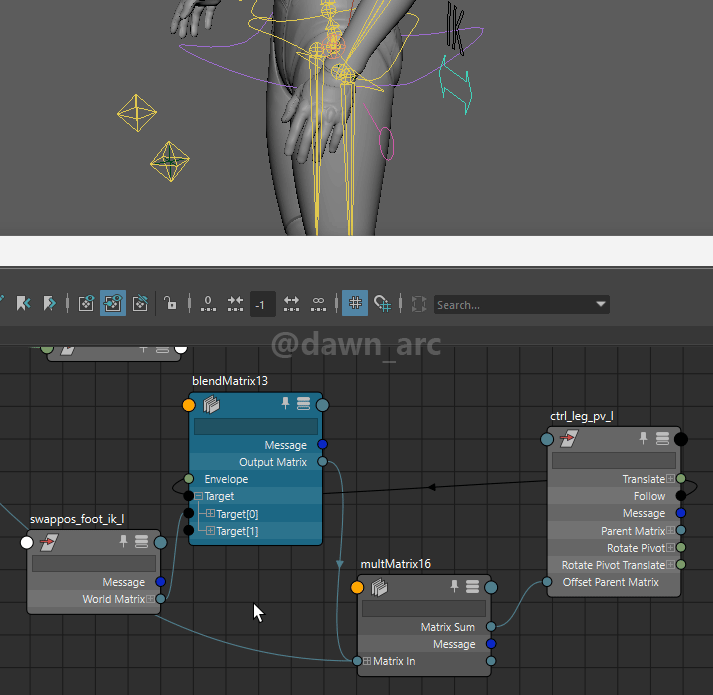 IK
0
-1
∞
Search...
@dawn_arc
blendMatrix13
Message
Output Matrix
Envelope
Target
Target[0]
Target[1]
ctrl_leg_pv_l
Translate
Follow
Message
Parent Matrix
Rotate Pivot
Rotate Pivot Translate
Offset Parent Matrix
swappos_foot_ik_l
Message
World Matrix
multMatrix16
Matrix Sum
Message
Matrix In